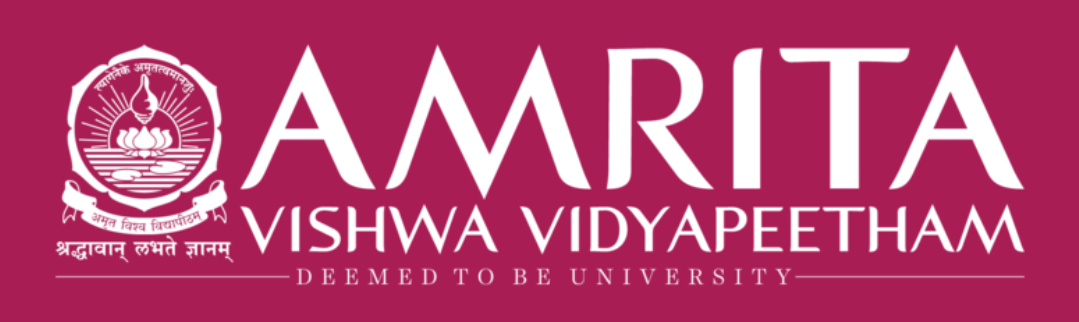 त्यागेनैके अमृतत्वमानशुः
अमृत विश्व विद्यापीठम्
श्रद्धावान् लभते ज्ञानम्
AMRITA
VISHWA VIDYAPEETHAM
DEEMED TO BE UNIVERSITY